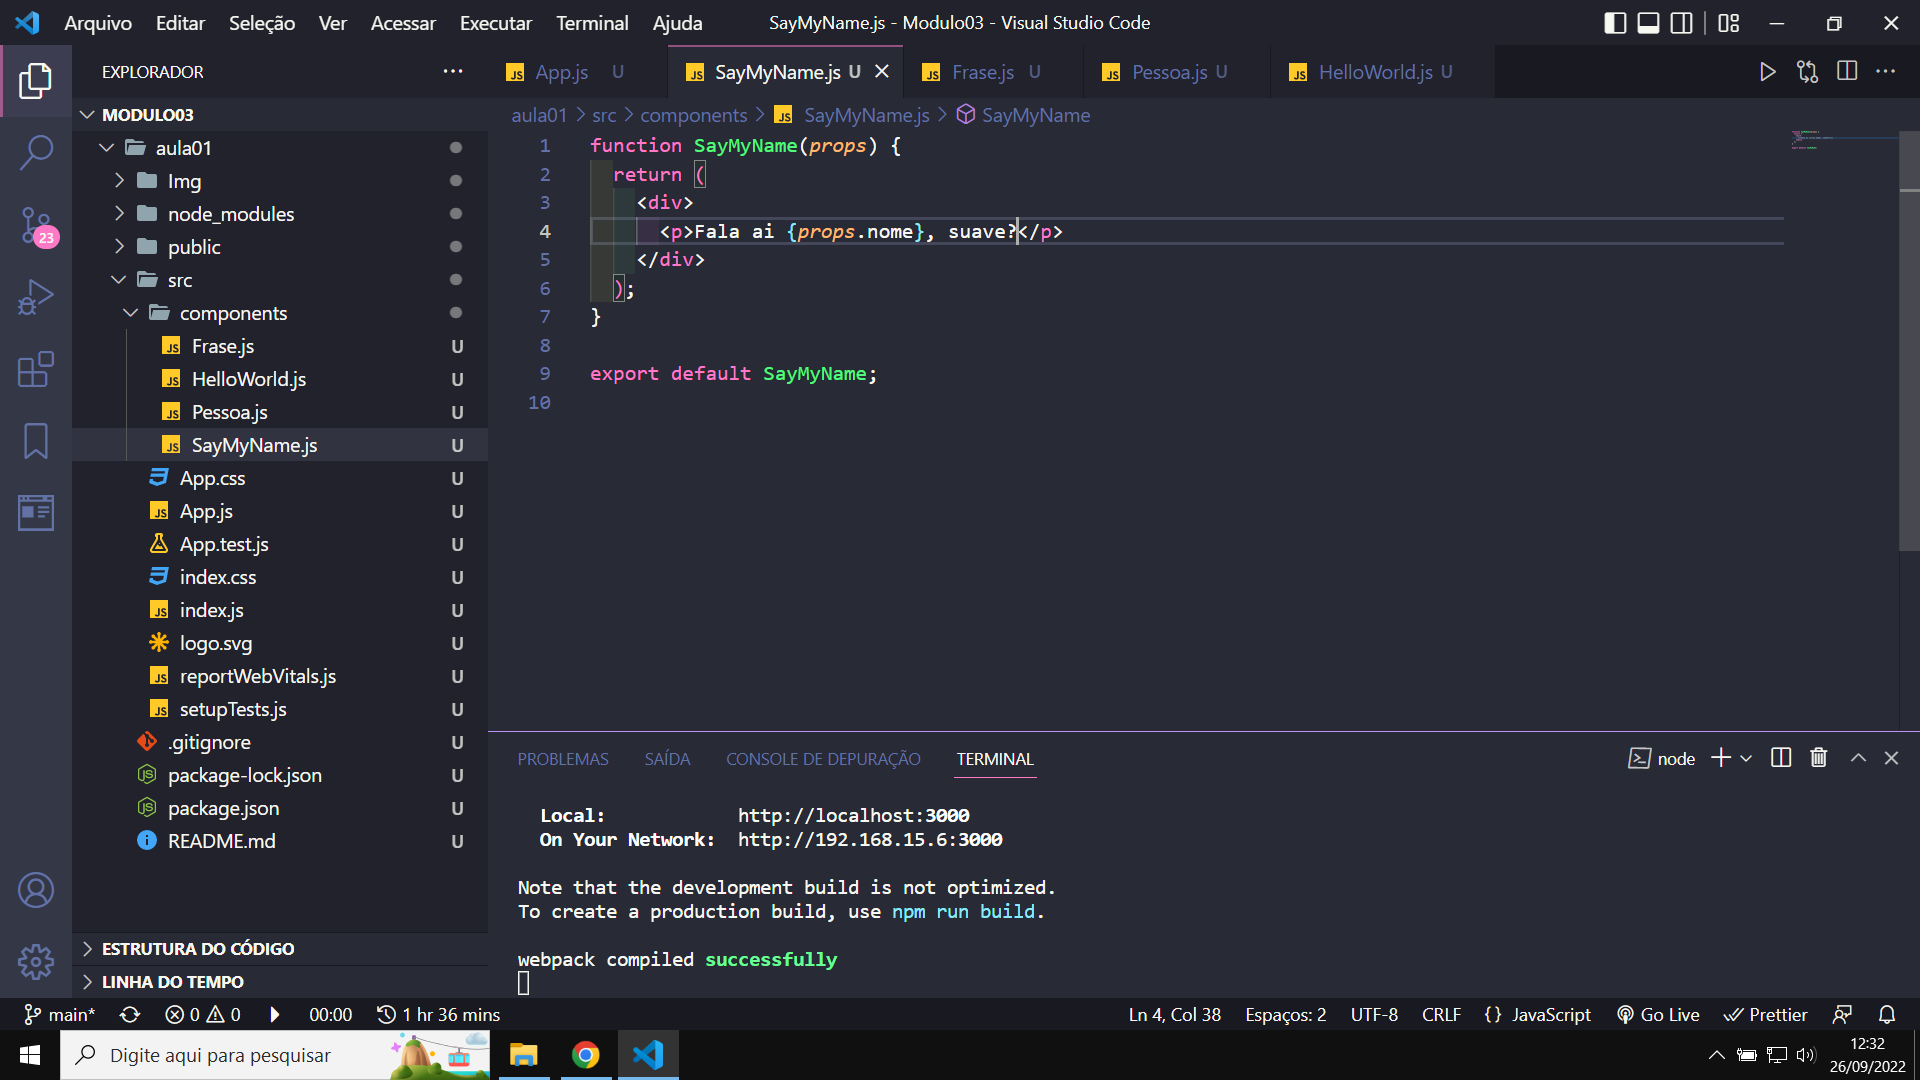 Arquivo Editar Seleção Ver Acessar Executar Terminal Ajuda SayMyName.js - Modulo03 - Visual Studio Code
EXPLORADOR
App.js U SayMyName.js U Frase.js U Pessoa.js U HelloWorld.js U
MODULO03
aula01
Img
node_modules
public
src
components
Frase.js U
HelloWorld.js U
Pessoa.js U
SayMyName.js U
App.css U
App.js U
App.test.js U
index.css U
index.js U
logo.svg U
reportWebVitals.js U
setupTests.js U
.gitignore U
package-lock.json U
package.json U
README.md U
ESTRUTURA DO CÓDIGO
LINHA DO TEMPO
23
aula01 > src > components > SayMyName.js > SayMyName
1 function SayMyName(props) {
2 return (
3 <div>
4 <p>Fala ai {props.nome}, suave?</p>
5 </div>
6 );
7 }
8
9 export default SayMyName;
10
PROBLEMAS SAÍDA CONSOLE DE DEPURAÇÃO TERMINAL node
Local: http://localhost:3000
On Your Network: http://192.168.15.6:3000
Note that the development build is not optimized.
To create a production build, use npm run build.
webpack compiled successfully
main* 0 0 00:00 1 hr 36 mins Ln 4, Col 38 Espaços: 2 UTF-8 CRLF {} JavaScript Go Live Prettier
Digite aqui para pesquisar
12:32
26/09/2022